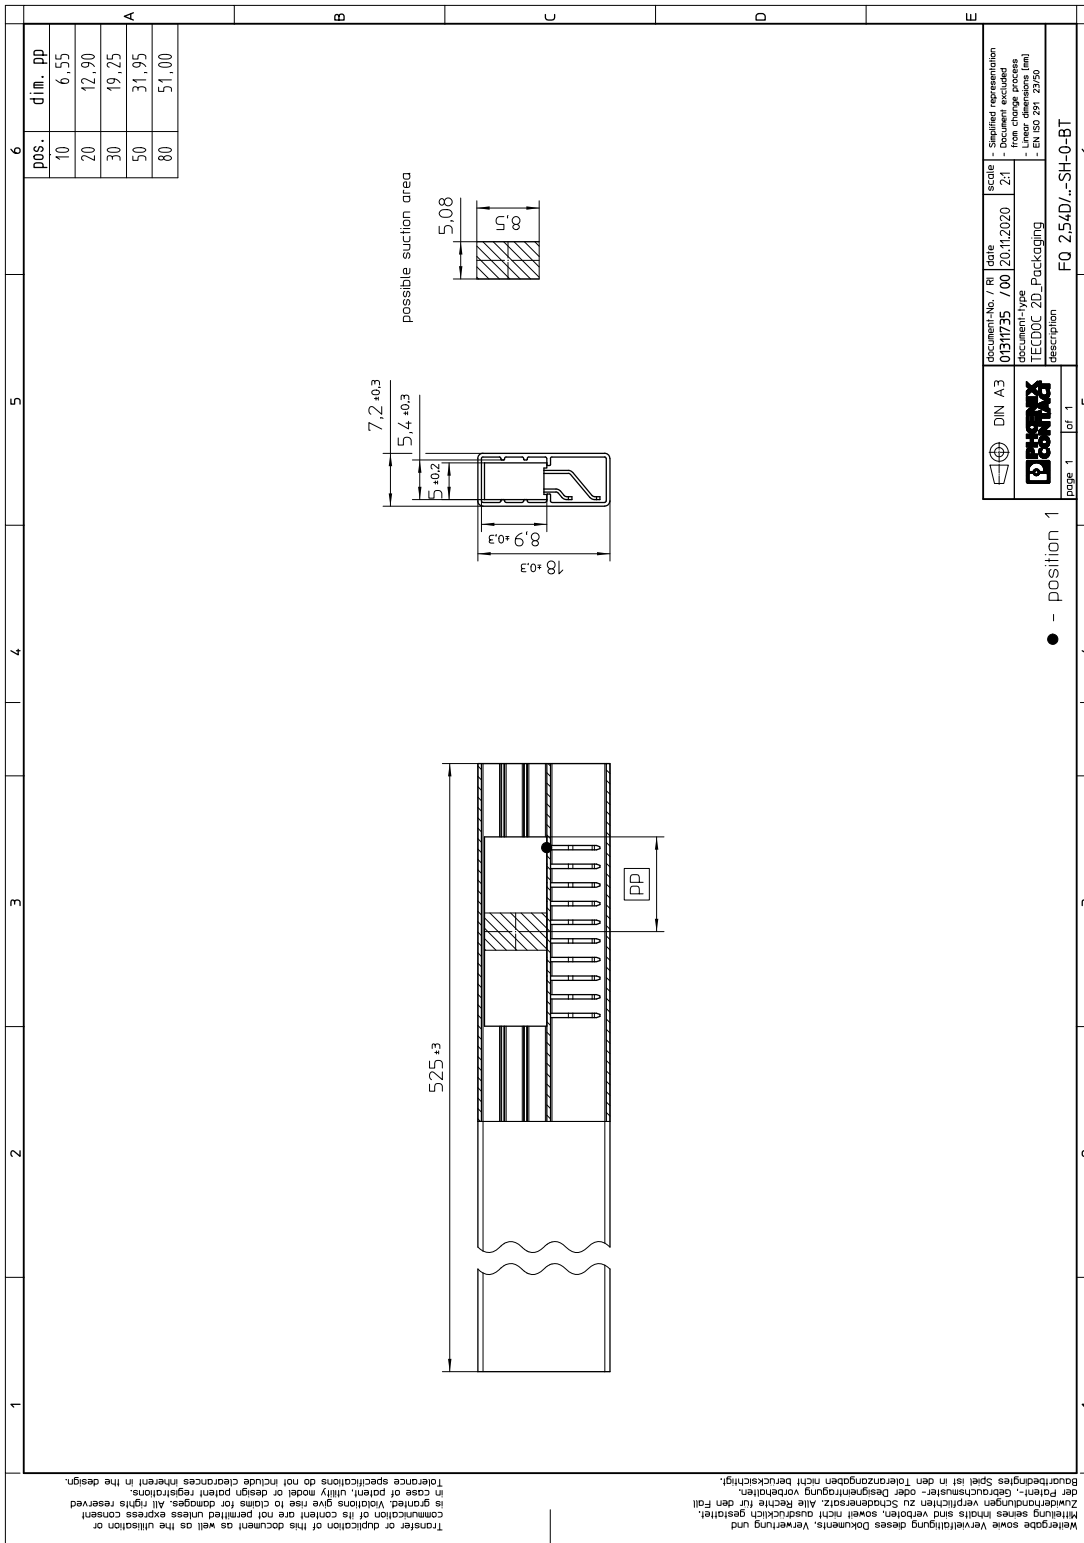 1
2
3
4
5
6
A
B
C
D
E
pos. dim. pp
10 6,55
20 12,90
30 19,25
50 31,95
80 51,00
possible suction area
5,08
8,5
7,2 ±0,3
5,4 ±0,3
5 ±0,2
8,9 ±0,3
18 ±0,3
525 ±3
PP
● - position 1
DIN A3
PHOENIX
CONTACT
page 1 of 1
document-No. / RI
01311735 / 00
date
20.11.2020
scale
2:1
- Simplified representation
- Document excluded
from change process
- Linear dimensions [mm]
- EN ISO 291 23/50
document-type
TECDOC 2D_Packaging
description
FQ 2,54D/..-SH-0-BT
Transfer or duplication of this document as well as the utilisation or
communication of its content are not permitted unless express consent
is granted. Violations give rise to claims for damages. All rights reserved
in case of patent, utility model or design patent registrations.
Tolerance specifications do not include clearances inherent in the design.
Weitergabe sowie Vervielfältigung dieses Dokuments, Verwertung und
Mitteilung seines Inhalts sind verboten, soweit nicht ausdrücklich gestattet.
Zuwiderhandlungen verpflichten zu Schadenersatz. Alle Rechte für den Fall
der Patent-, Gebrauchsmuster- oder Designeintragung vorbehalten.
Bauartbedingtes Spiel ist in den Toleranzangaben nicht berücksichtigt.